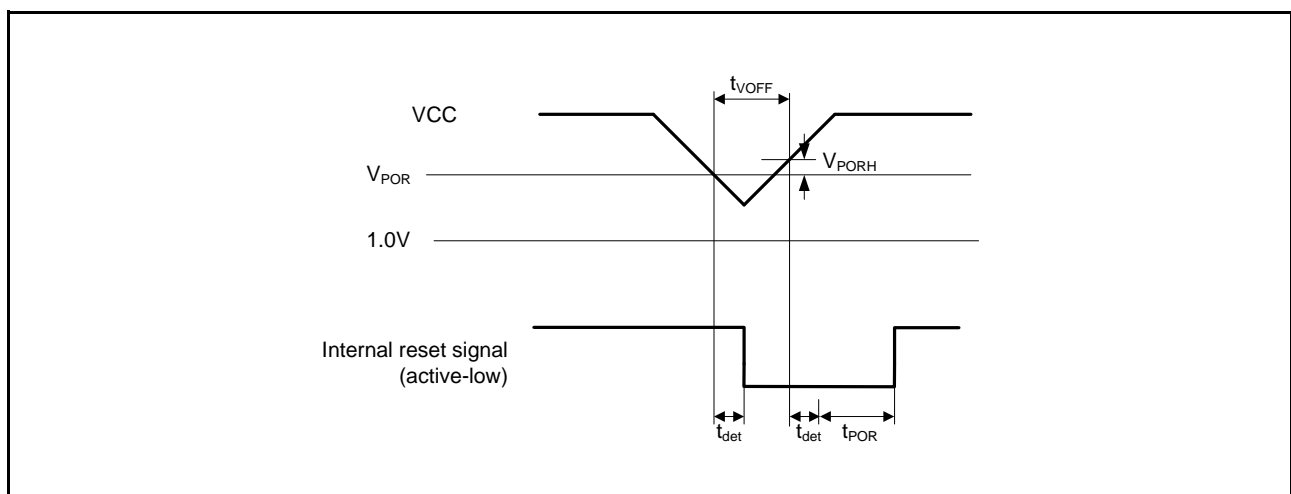 tVOFF
VCC
VPORH
VPOR
1.0V
Internal reset signal
(active-low)
tdet
tdet
tPOR